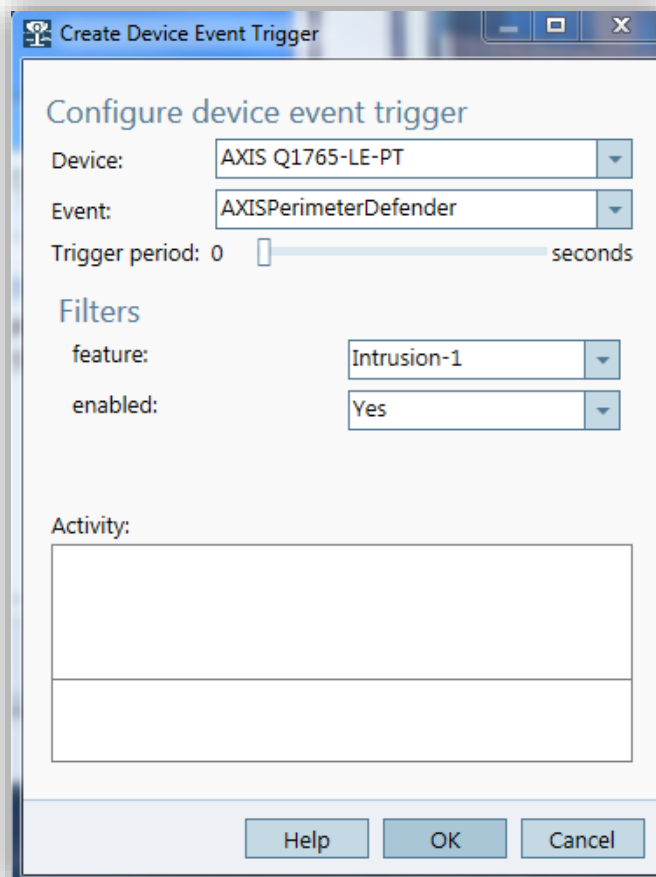 Create Device Event Trigger
Configure device event trigger
Device: AXIS Q1765-LE-PT
Event: AXISPerimeterDefender
Trigger period: 0 seconds
Filters
feature: Intrusion-1
enabled: Yes
Activity:
Help OK Cancel